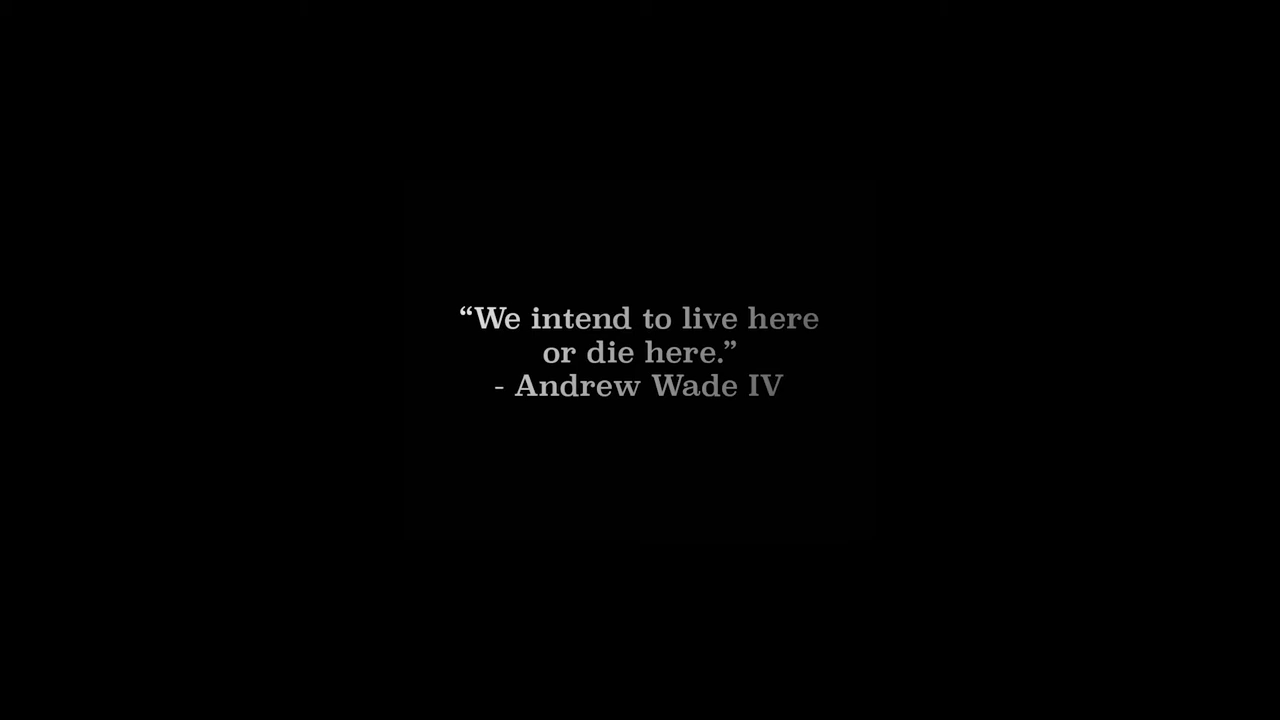 “We intend to live here
or die here.”
- Andrew Wade IV